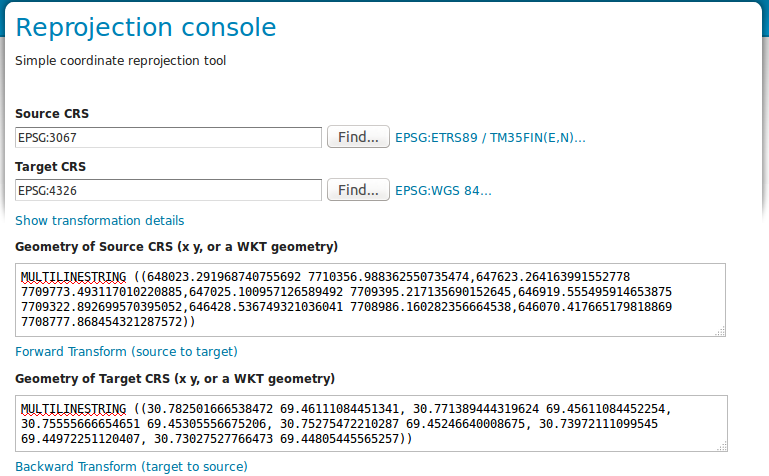 Reprojection console
Simple coordinate reprojection tool
Source CRS
EPSG:3067 Find... EPSG:ETRS89 / TM35FIN(E,N)...
Target CRS
EPSG:4326 Find... EPSG:WGS 84...
Show transformation details
Geometry of Source CRS (x y, or a WKT geometry)
MULTILINESTRING ((648023.291968740755692 7710356.988362550735474,647623.264163991552778
7709773.493117010220885,647025.100957126589492 7709395.217135690152645,646919.555495914653875
7709322.892699570395052,646428.536749321036041 7708986.160282356664538,646070.417665179818869
7708777.868454321287572))
Forward Transform (source to target)
Geometry of Target CRS (x y, or a WKT geometry)
MULTILINESTRING ((30.782501666538472 69.46111084451341, 30.771389444319624 69.45611084452254,
30.75555666654651 69.45305556675206, 30.75275472210287 69.45246640008675, 30.73972111099545
69.44972251120407, 30.73027527766473 69.44805445565257))
Backward Transform (target to source)